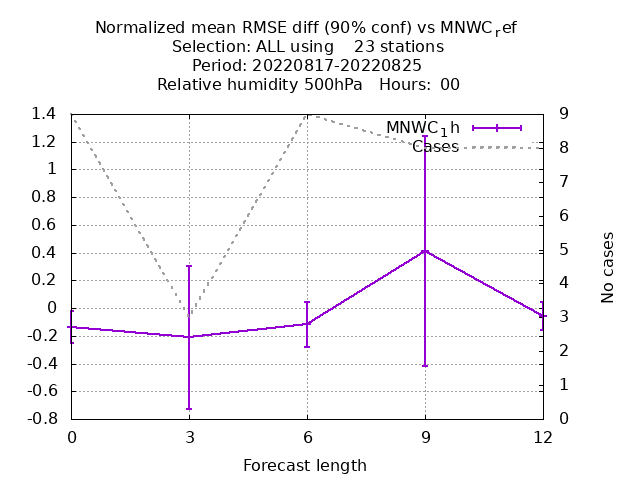 Normalized mean RMSE diff (90% conf) vs MNWC_ref
Selection: ALL using    23 stations
Period: 20220817-20220825
Relative humidity 500hPa   Hours:  00
MNWC_1h
Cases
1.4
1.2
1
0.8
0.6
0.4
0.2
0
-0.2
-0.4
-0.6
-0.8
9
8
7
6
5
4
3
2
1
0
No cases
0 3 6 9 12
Forecast length